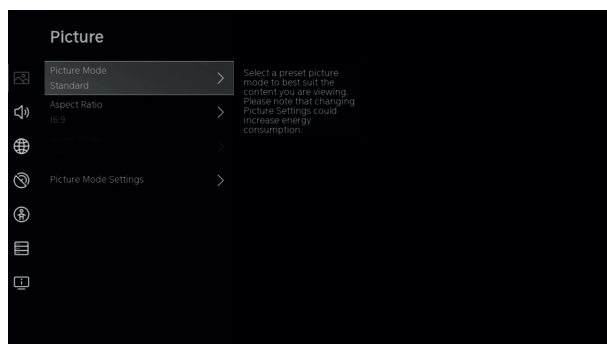 Picture
Picture Mode
Standard
Aspect Ratio
16:9
Picture Mode Settings
Select a preset picture
mode to best suit the
content you are viewing.
Please note that changing
Picture Settings could
increase energy
consumption.